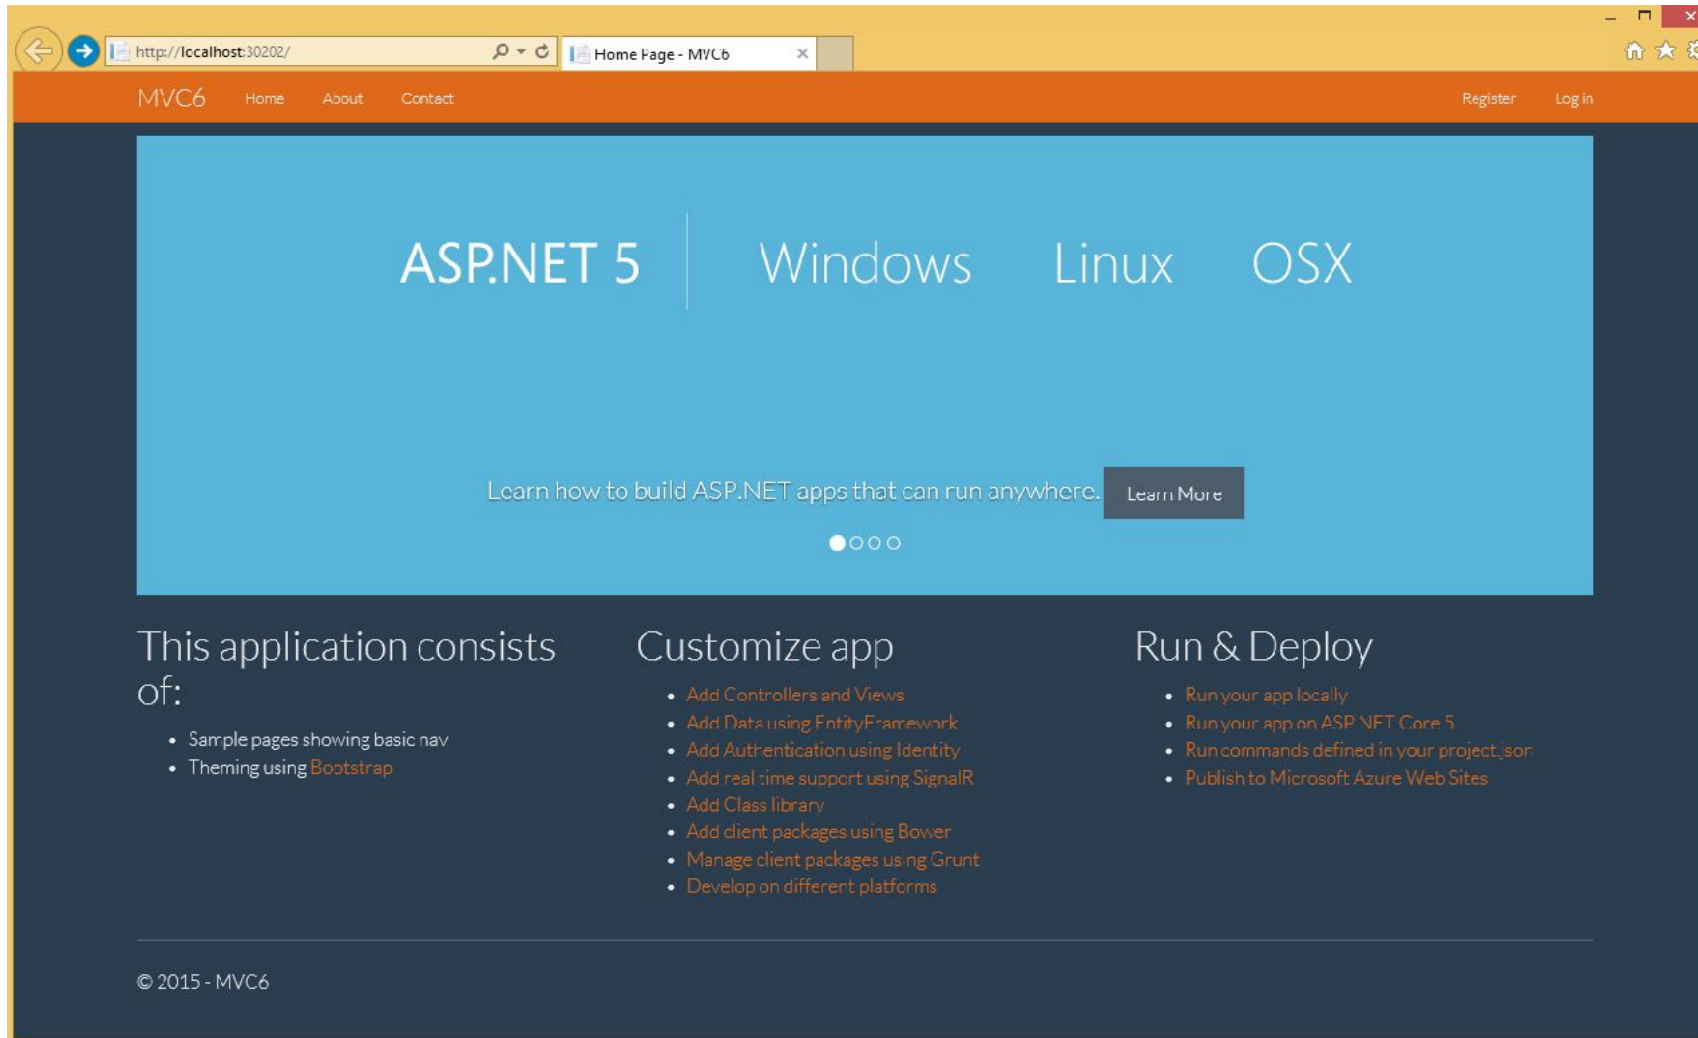 http://localhost:30202/
Home Page - MVC6
MVC6 Home About Contact Register Log in
ASP.NET 5 Windows Linux OSX
Learn how to build ASP.NET apps that can run anywhere. Learn More
This application consists
of:
Sample pages showing basic nav
Theming using Bootstrap
Customize app
Add Controllers and Views
Add Data using EntityFramework
Add Authentication using Identity
Add real time support using SignalR
Add Class library
Add client packages using Bower
Manage client packages using Grunt
Develop on different platforms
Run & Deploy
Run your app locally
Run your app on ASP.NET Core 5
Run commands defined in your project.json
Publish to Microsoft Azure Web Sites
© 2015 - MVC6